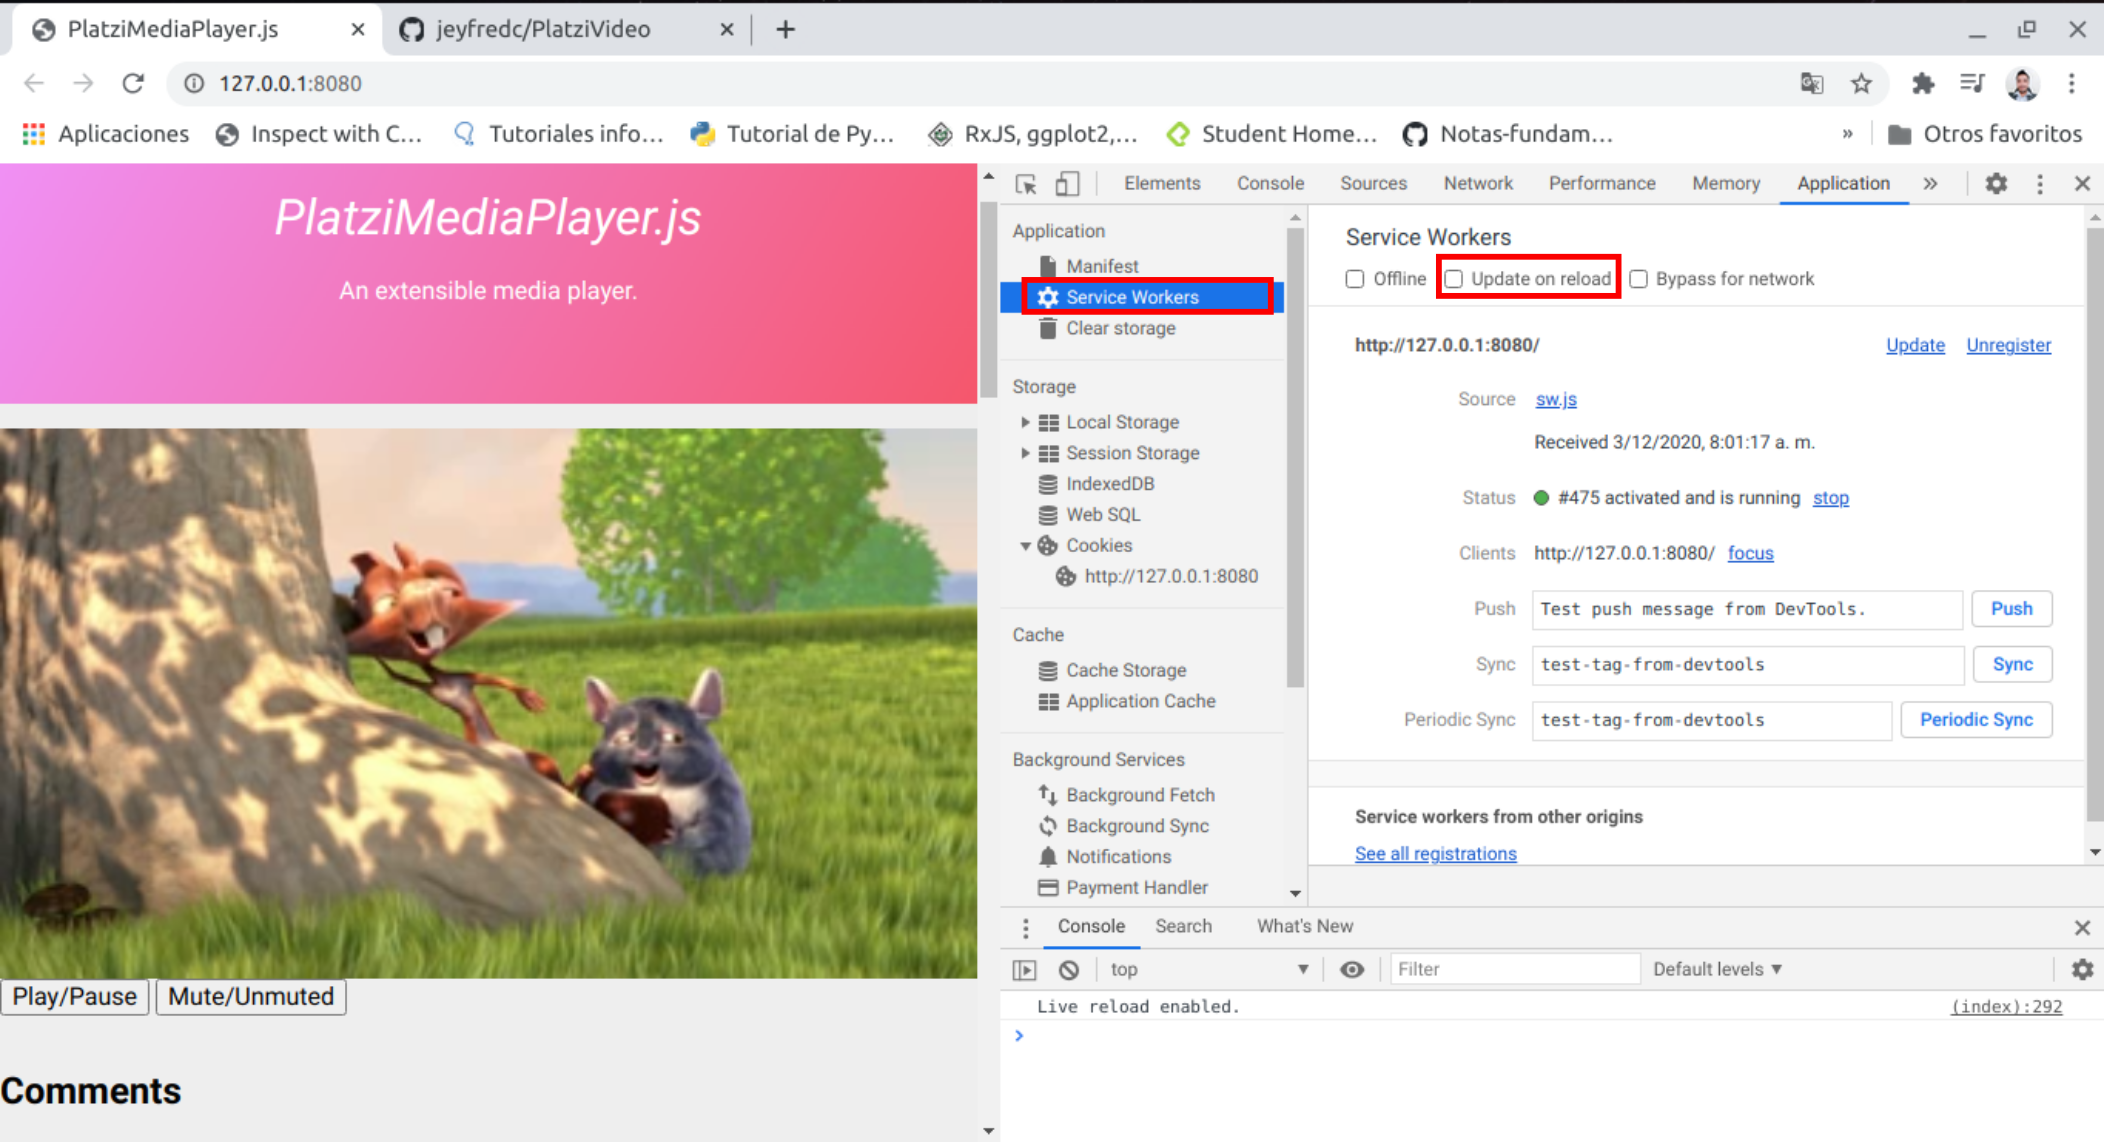 PlatziMediaPlayer.js
jeyfredc/PlatziVideo
127.0.0.1:8080
Aplicaciones
Inspect with C...
Tutoriales info...
Tutorial de Py...
RxJS, ggplot2,...
Student Home...
Notas-fundam...
»
Otros favoritos
PlatziMediaPlayer.js
An extensible media player.
Play/Pause
Mute/Unmuted
Comments
Elements Console Sources Network Performance Memory Application »
Application
Manifest
Service Workers
Clear storage
Storage
Local Storage
Session Storage
IndexedDB
Web SQL
Cookies
http://127.0.0.1:8080
Cache
Cache Storage
Application Cache
Background Services
Background Fetch
Background Sync
Notifications
Payment Handler
Service Workers
Offline Update on reload Bypass for network
http://127.0.0.1:8080/ Update Unregister
Source sw.js
Received 3/12/2020, 8:01:17 a. m.
Status #475 activated and is running stop
Clients http://127.0.0.1:8080/ focus
Push Test push message from DevTools. Push
Sync test-tag-from-devtools Sync
Periodic Sync test-tag-from-devtools Periodic Sync
Service workers from other origins
See all registrations
Console Search What's New
top Filter Default levels
Live reload enabled. (index):292